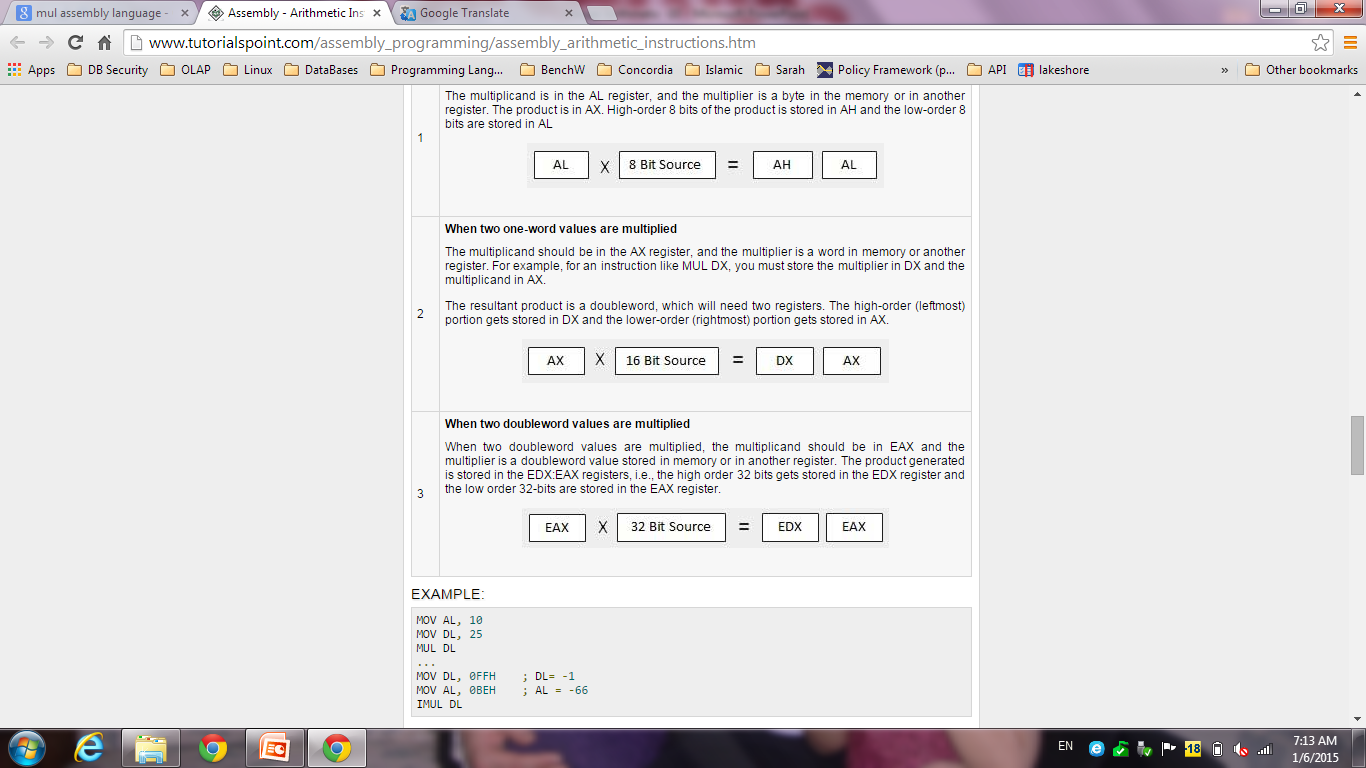 mul assembly language -
Assembly - Arithmetic Ins
Google Translate
www.tutorialspoint.com/assembly_programming/assembly_arithmetic_instructions.htm
Apps DB Security OLAP Linux DataBases Programming Lang... BenchW Concordia Islamic Sarah Policy Framework (p... API lakeshore » Other bookmarks
The multiplicand is in the AL register, and the multiplier is a byte in the memory or in another
register. The product is in AX. High-order 8 bits of the product is stored in AH and the low-order 8
bits are stored in AL
1
AL X 8 Bit Source = AH AL
When two one-word values are multiplied
The multiplicand should be in the AX register, and the multiplier is a word in memory or another
register. For example, for an instruction like MUL DX, you must store the multiplier in DX and the
multiplicand in AX.
The resultant product is a doubleword, which will need two registers. The high-order (leftmost)
2
portion gets stored in DX and the lower-order (rightmost) portion gets stored in AX.
AX X 16 Bit Source = DX AX
When two doubleword values are multiplied
When two doubleword values are multiplied, the multiplicand should be in EAX and the
multiplier is a doubleword value stored in memory or in another register. The product generated
is stored in the EDX:EAX registers, i.e., the high order 32 bits gets stored in the EDX register and
the low order 32-bits are stored in the EAX register.
3
EAX X 32 Bit Source = EDX EAX
EXAMPLE:
MOV AL, 10
MOV DL, 25
MUL DL
...
MOV DL, 0FFH ; DL= -1
MOV AL, 0BEH ; AL = -66
IMUL DL
EN
18
7:13 AM
1/6/2015